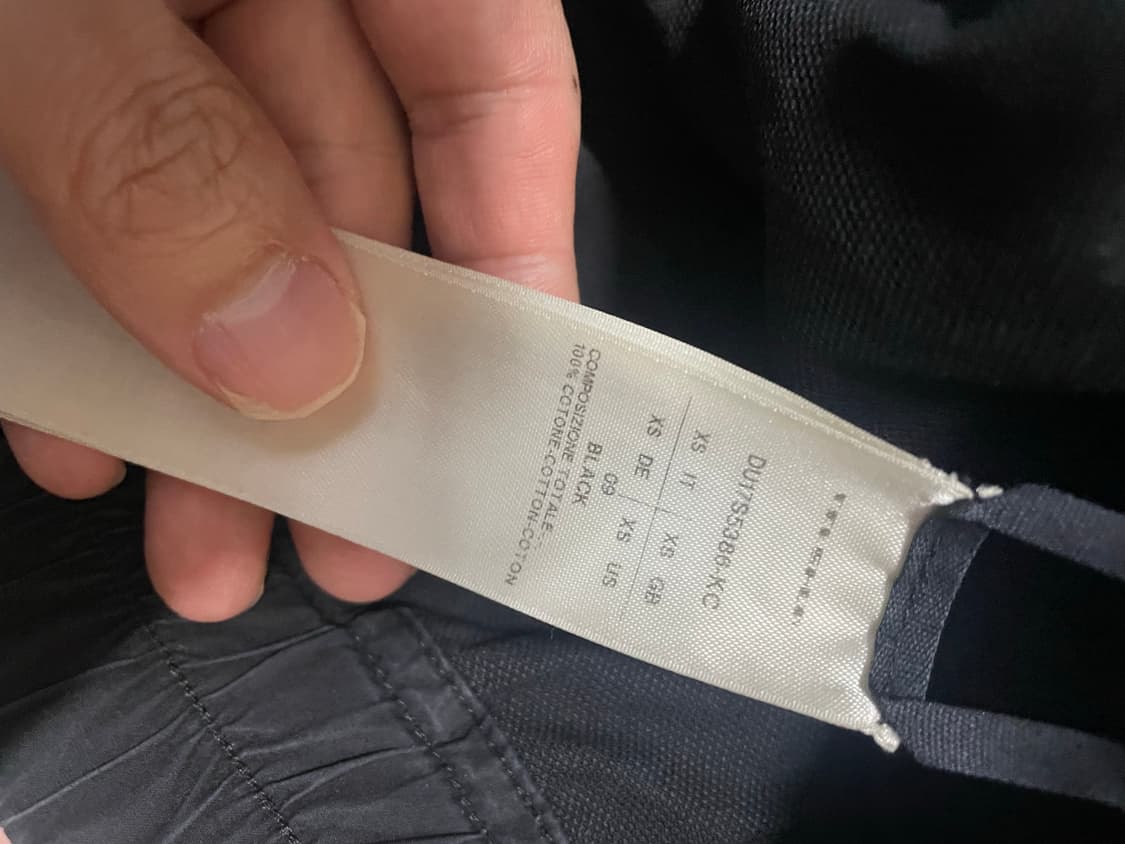 DU17S5386-KC
XS IT XS GB
XS DE XS US
09
BLACK
COMPOSIZIONE TOTALE:
100% COTONE-COTTON-COTON